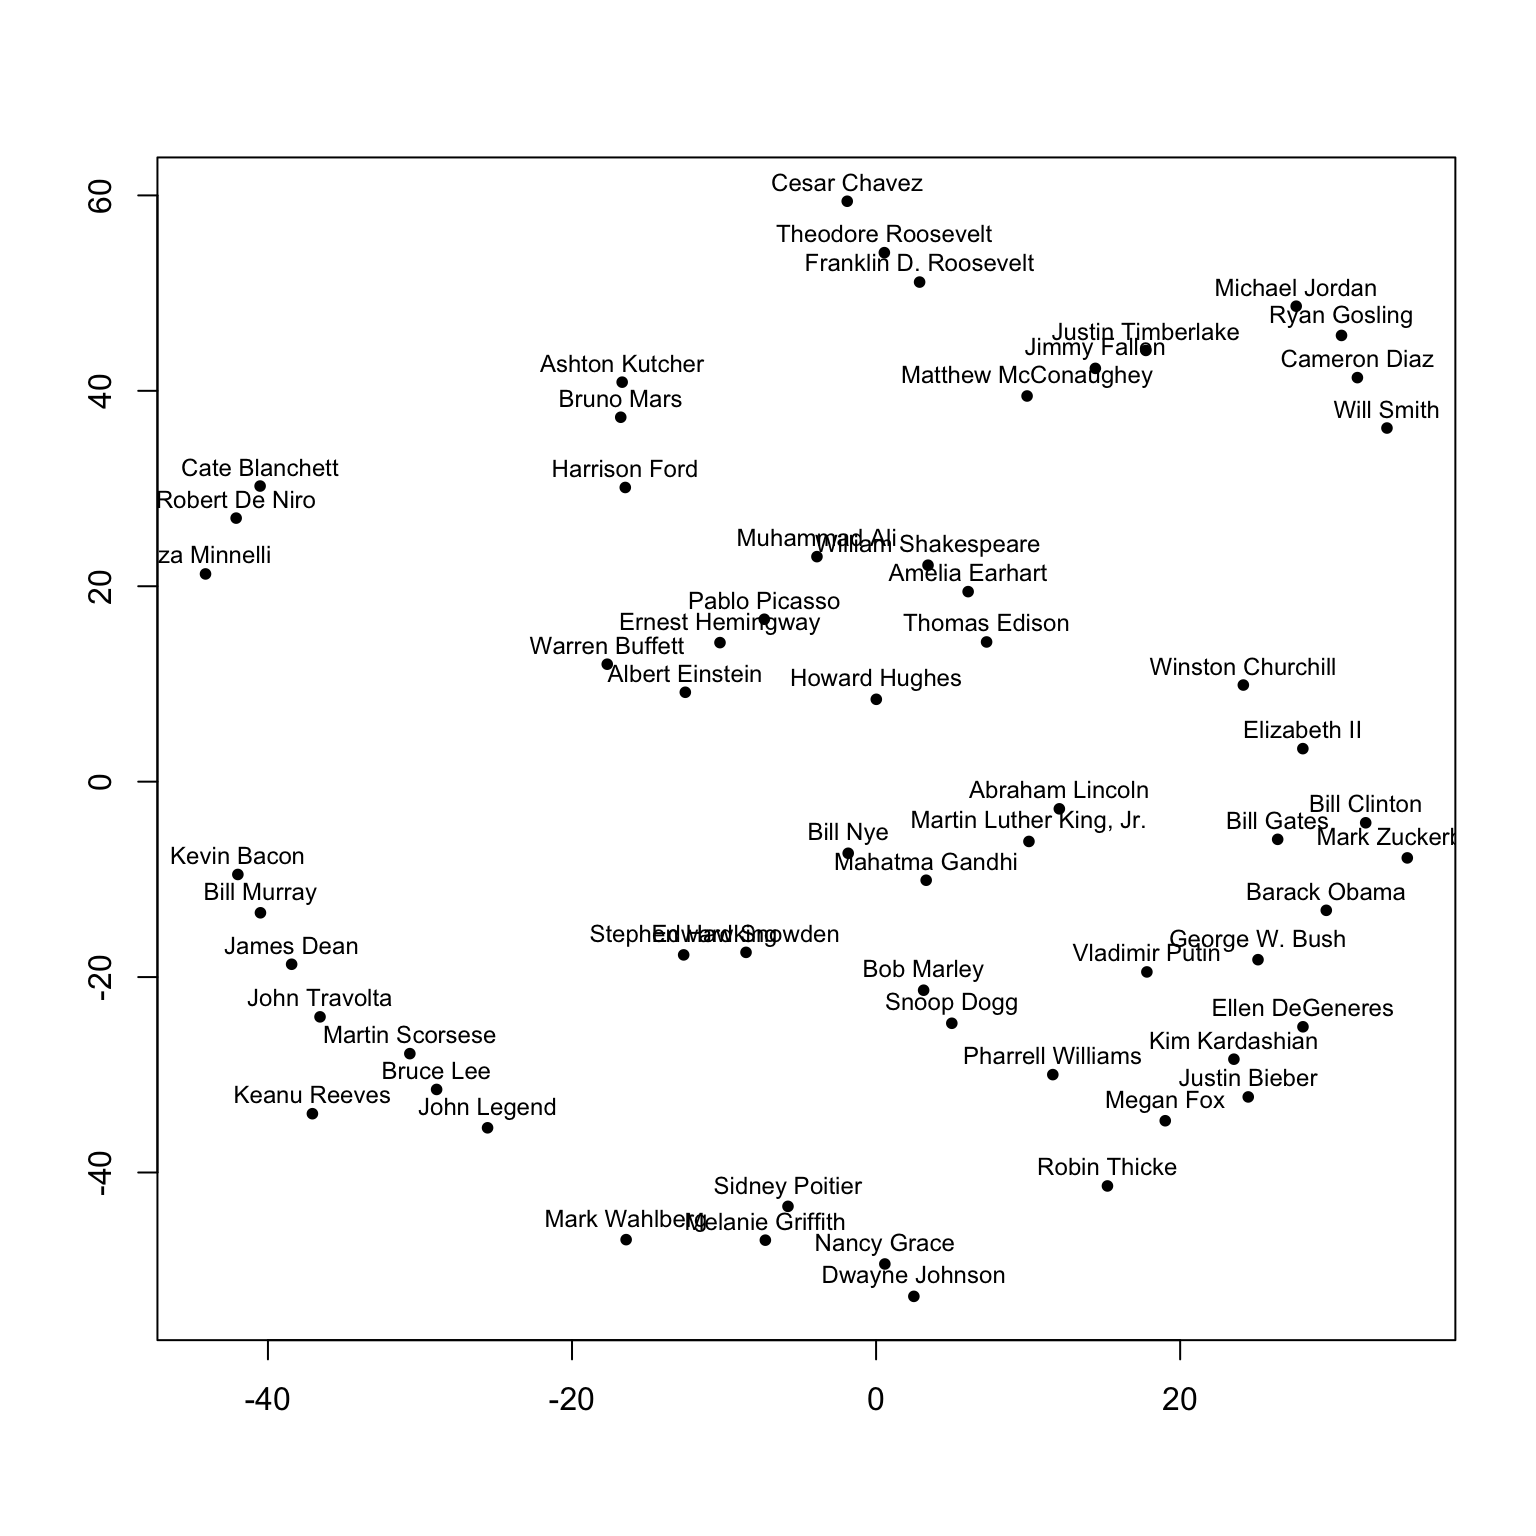 60
40
20
0
-20
-40
Cesar Chavez
Theodore Roosevelt
Franklin D. Roosevelt
Michael Jordan
Ryan Gosling
Justin Timberlake
Jimmy Fallon
Cameron Diaz
Ashton Kutcher
Matthew McConaughey
Bruno Mars
Will Smith
Cate Blanchett
Harrison Ford
Robert De Niro
Muhammad Ali
William Shakespeare
za Minnelli
Amelia Earhart
Pablo Picasso
Ernest Hemingway
Thomas Edison
Warren Buffett
Winston Churchill
Albert Einstein
Howard Hughes
Elizabeth II
Abraham Lincoln
Bill Clinton
Martin Luther King, Jr.
Bill Gates
Bill Nye
Mark Zuckerb
Kevin Bacon
Mahatma Gandhi
Bill Murray
Barack Obama
Stephen Hawking
Edward Snowden
George W. Bush
James Dean
Vladimir Putin
Bob Marley
John Travolta
Snoop Dogg
Ellen DeGeneres
Martin Scorsese
Kim Kardashian
Pharrell Williams
Bruce Lee
Justin Bieber
Keanu Reeves
Megan Fox
John Legend
Robin Thicke
Sidney Poitier
Mark Wahlberg
Melanie Griffith
Nancy Grace
Dwayne Johnson
-40
-20
0
20